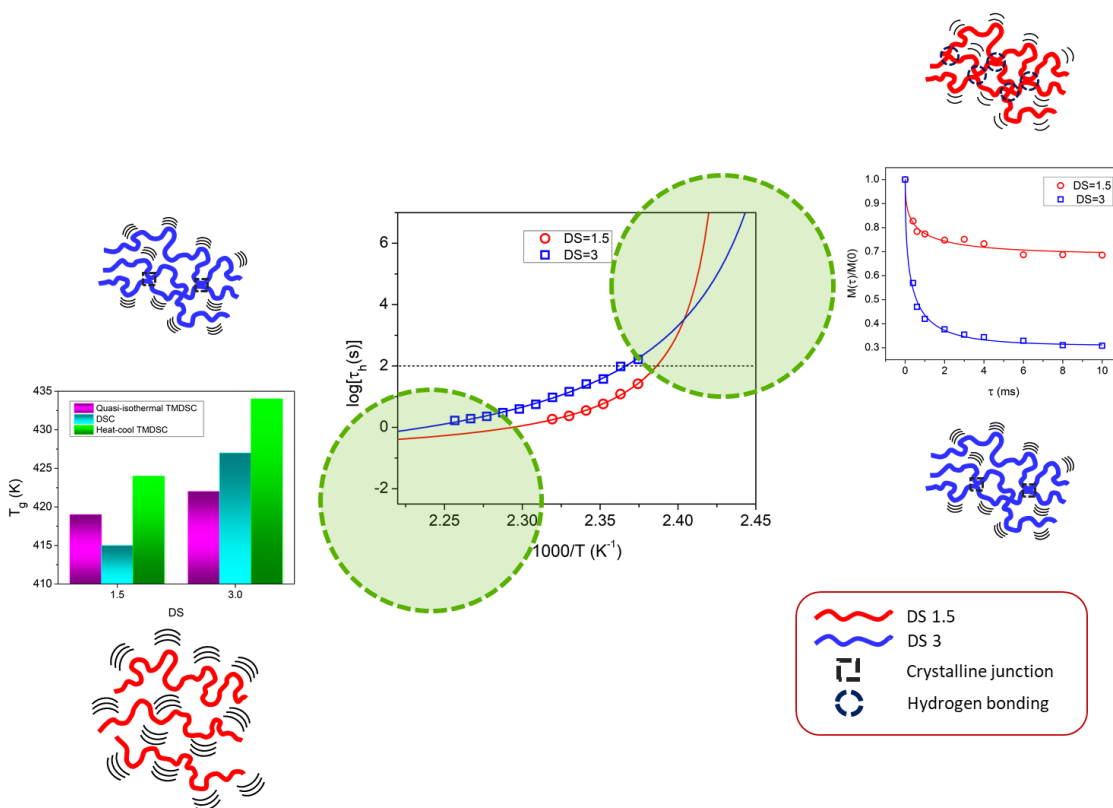 6
4
2
0
-2
log[τh(s)]
DS=1.5
DS=3
2.25 2.30 2.35 2.40 2.45
1000/T (K-1)
1.0
0.9
0.8
0.7
0.6
0.5
0.4
0.3
M(τ)/M(0)
DS=1.5
DS=3
0 2 4 6 8 10
τ (ms)
435
430
425
420
415
410
Tg (K)
Quasi-isothermal TMDSC
DSC
Heat-cool TMDSC
1.5 3.0
DS
DS 1.5
DS 3
Crystalline junction
Hydrogen bonding